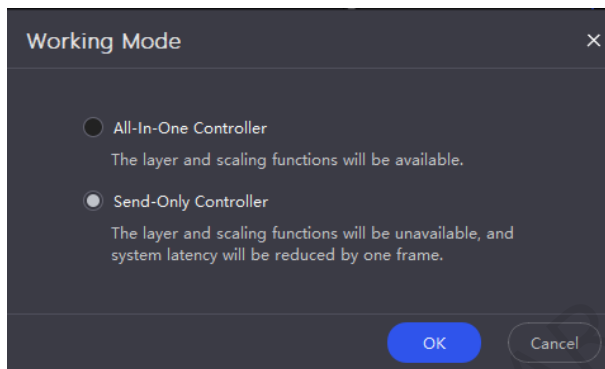 Working Mode
All-In-One Controller
The layer and scaling functions will be available.
Send-Only Controller
The layer and scaling functions will be unavailable, and
system latency will be reduced by one frame.
OK
Cancel